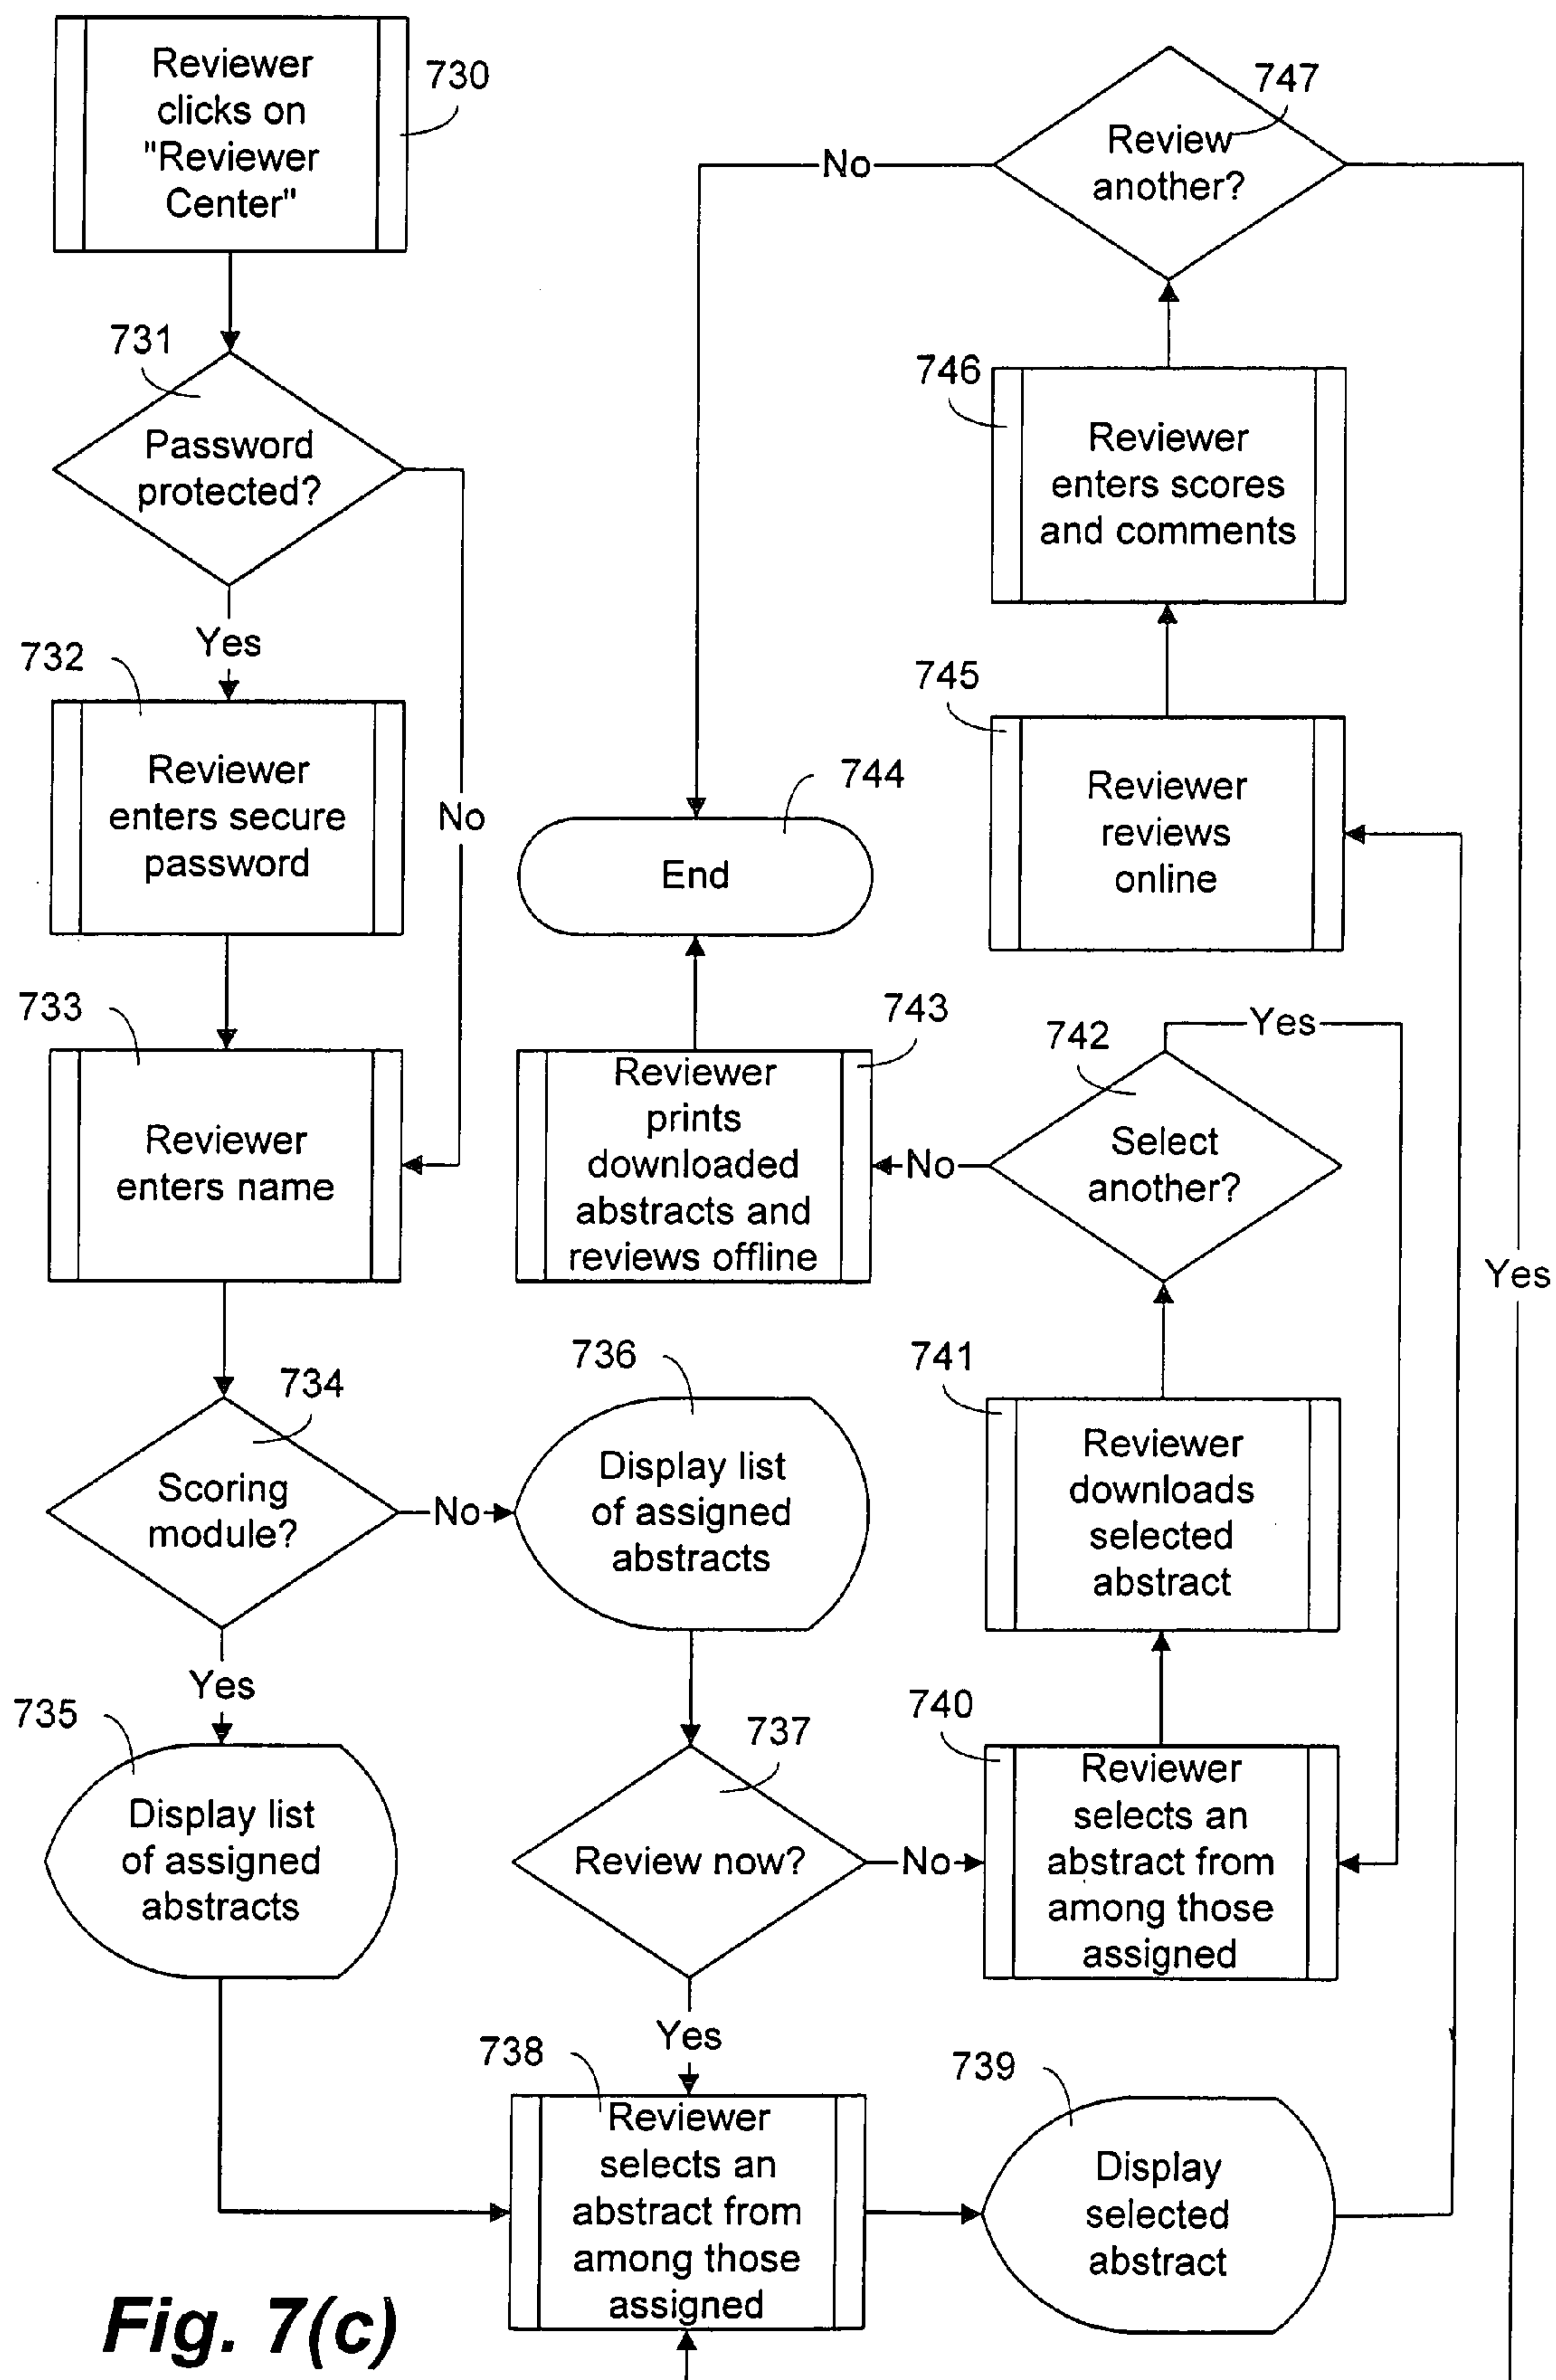 730
Reviewer
clicks on
"Reviewer
Center"
731
Password
protected?
Yes
No
732
Reviewer
enters secure
password
733
Reviewer
enters name
734
Scoring
module?
No
Yes
735
Display list
of assigned
abstracts
736
Display list
of assigned
abstracts
737
Review now?
No
Yes
738
Reviewer
selects an
abstract from
among those
assigned
739
Display
selected
abstract
740
Reviewer
selects an
abstract from
among those
assigned
741
Reviewer
downloads
selected
abstract
742
Select
another?
Yes
No
743
Reviewer
prints
downloaded
abstracts and
reviews offline
744
End
745
Reviewer
reviews
online
746
Reviewer
enters scores
and comments
747
Review
another?
No
Yes
Fig. 7(c)